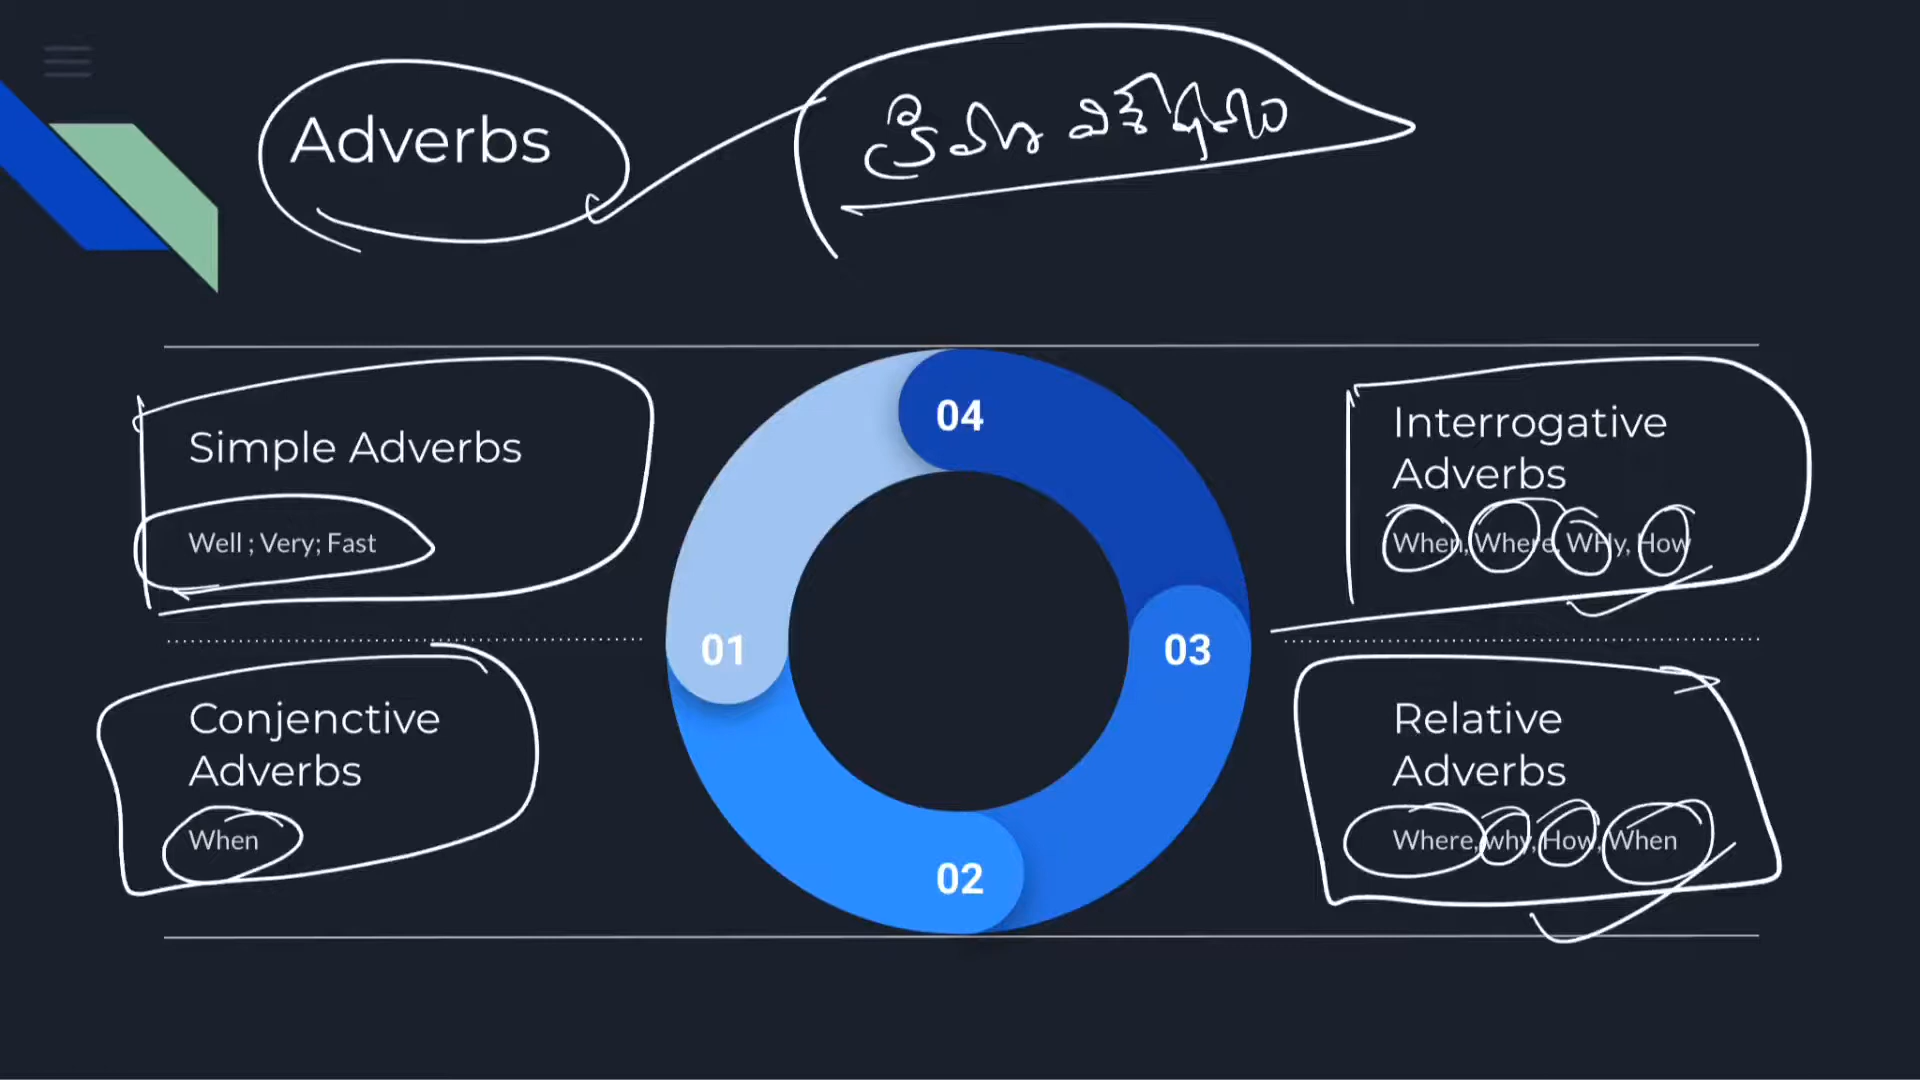 Adverbs
క్రియా విశేషణం
Simple Adverbs
Well ; Very; Fast
Conjenctive
Adverbs
When
04
01
03
02
Interrogative
Adverbs
When, Where, WHy, How
Relative
Adverbs
Where, why, How, When